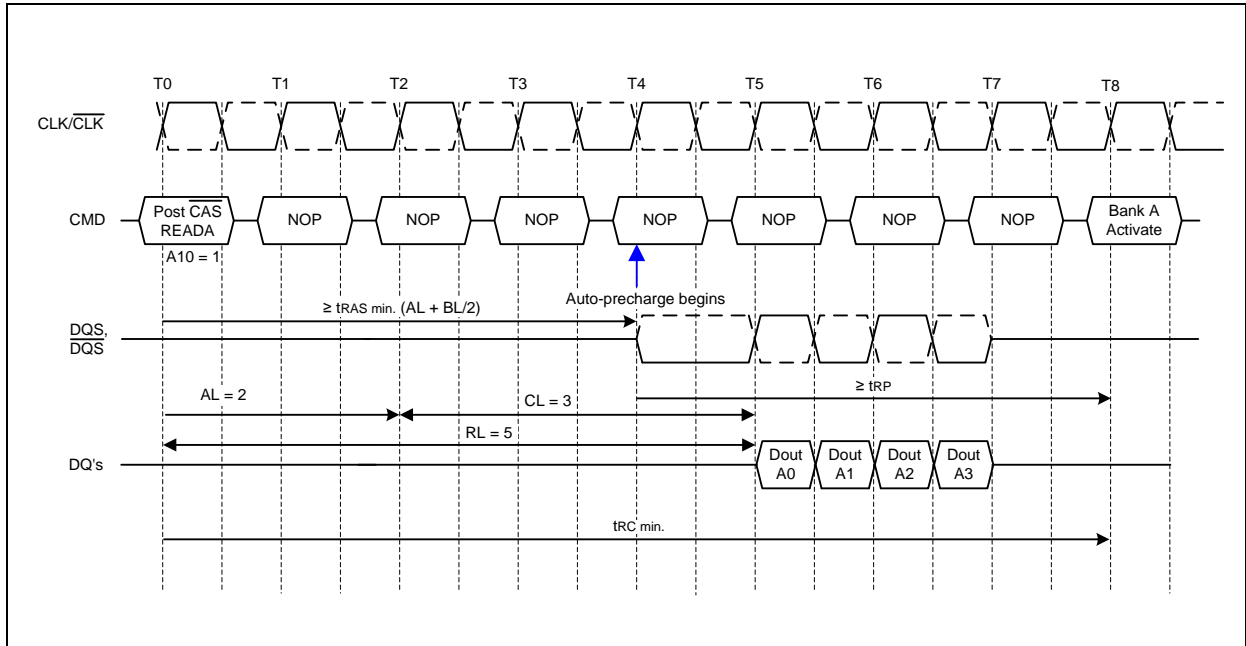 T0 T1 T2 T3 T4 T5 T6 T7 T8
CLK/CLK
CMD
Post CAS
READA
NOP NOP NOP NOP NOP NOP NOP
Bank A
Activate
A10 = 1
Auto-precharge begins
≥ tRAS min. (AL + BL/2)
DQS,
DQS
≥ tRP
AL = 2
CL = 3
RL = 5
DQ's
Dout
A0
Dout
A1
Dout
A2
Dout
A3
tRC min.